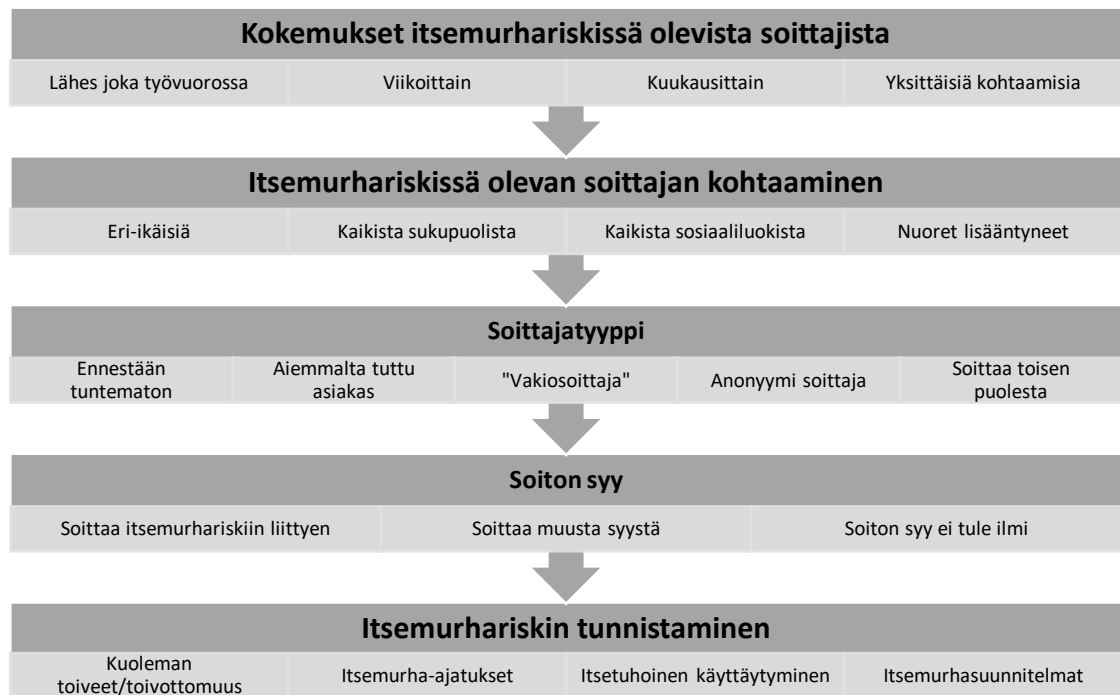 Kokemukset itsemurhariskissä olevista soittajista
Lähes joka työvuorossa
Viikoittain
Kuukausittain
Yksittäisiä kohtaamisia
Itsemurhariskissä olevan soittajan kohtaaminen
Eri-ikäisiä
Kaikista sukupuolista
Kaikista sosiaaliluokista
Nuoret lisääntyneet
Soittajatyyppi
Ennestään
tuntematon
Aiemmalta tuttu
asiakas
"Vakiosoittaja"
Anonyymi soittaja
Soittaa toisen
puolesta
Soiton syy
Soittaa itsemurhariskiin liittyen
Soittaa muusta syystä
Soiton syy ei tule ilmi
Itsemurhariskin tunnistaminen
Kuoleman
toiveet/toivottomuus
Itsemurha-ajatukset
Itsetuhoinen käyttäytyminen
Itsemurhasuunnitelmat